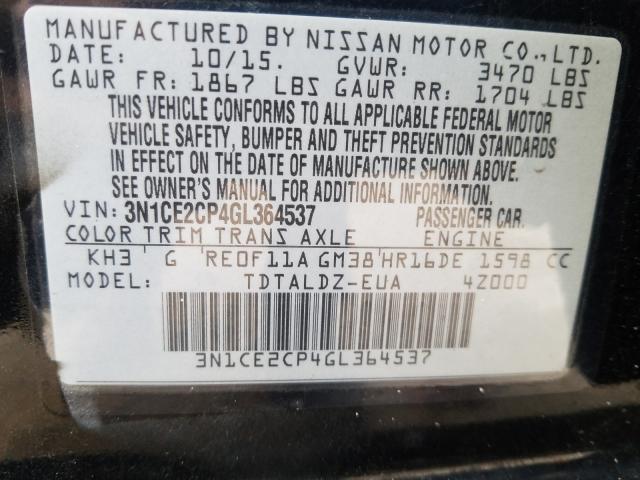 MANUFACTURED BY NISSAN MOTOR CO.,LTD.
DATE: 10/15. GVWR: 3470 LBS
GAWR FR: 1867 LBS GAWR RR: 1704 LBS
THIS VEHICLE CONFORMS TO ALL APPLICABLE FEDERAL MOTOR
VEHICLE SAFETY, BUMPER AND THEFT PREVENTION STANDARDS
IN EFFECT ON THE DATE OF MANUFACTURE SHOWN ABOVE.
SEE OWNER'S MANUAL FOR ADDITIONAL INFORMATION.
VIN: 3N1CE2CP4GL364537 PASSENGER CAR.
COLOR TRIM TRANS AXLE ENGINE
KH3 G RE0F11A GM38 HR16DE 1598 CC
MODEL: TDTALDZ-EUA 4Z000
3N1CE2CP4GL364537